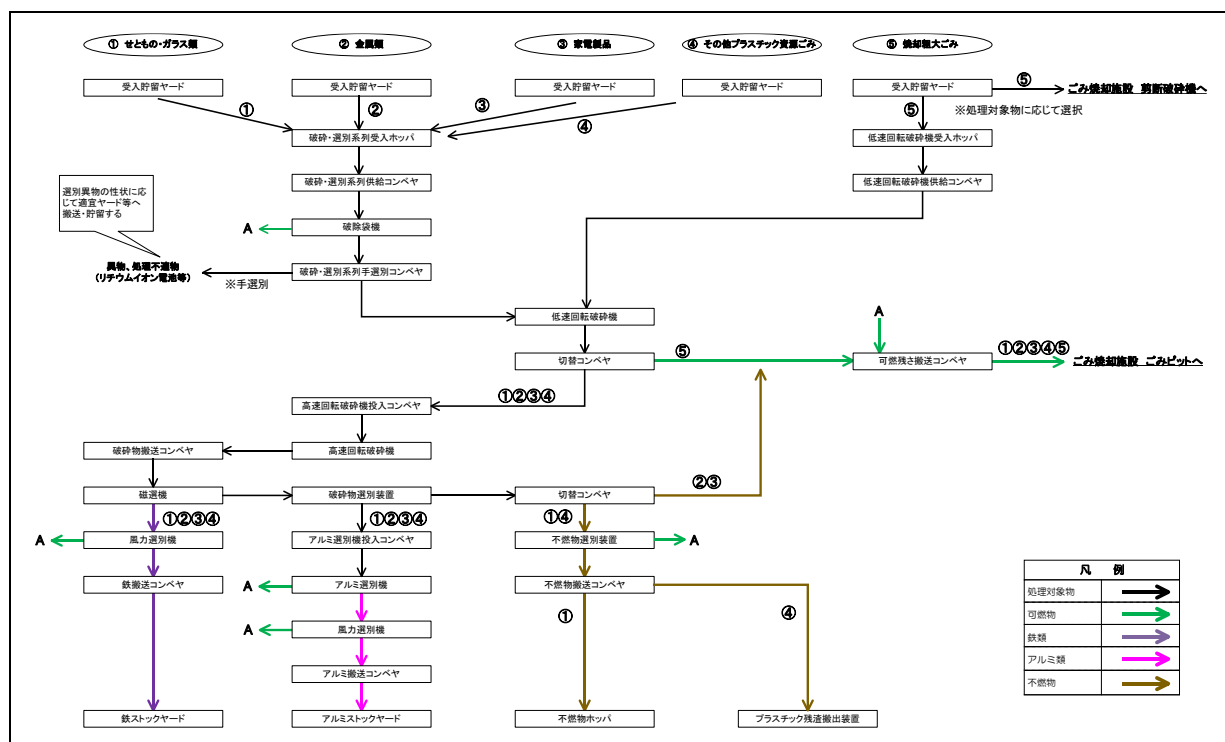 ① せともの・ガラス類
② 金属類
③ 家電製品
④ その他プラスチック資源ごみ
⑤ 焼却粗大ごみ
受入貯留ヤード
受入貯留ヤード
受入貯留ヤード
受入貯留ヤード
受入貯留ヤード
⑤
ごみ焼却施設 剪断破砕機へ
①
②
③
④
⑤
※処理対象物に応じて選択
破砕・選別系列受入ホッパ
低速回転破砕機受入ホッパ
選別異物の性状に応
じて適宜ヤード等へ
搬送・貯留する
破砕・選別系列供給コンベヤ
低速回転破砕機供給コンベヤ
A
破除袋機
異物、処理不適物
(リチウムイオン電池等)
※手選別
破砕・選別系列手選別コンベヤ
低速回転破砕機
A
切替コンベヤ
⑤
可燃残さ搬送コンベヤ
①②③④⑤
ごみ焼却施設 ごみピットへ
①②③④
高速回転破砕機投入コンベヤ
破砕物搬送コンベヤ
高速回転破砕機
②③
磁選機
破砕物選別装置
切替コンベヤ
①②③④
①②③④
①④
A
風力選別機
アルミ選別機投入コンベヤ
不燃物選別装置
A
鉄搬送コンベヤ
A
アルミ選別機
不燃物搬送コンベヤ
①
④
A
風力選別機
アルミ搬送コンベヤ
鉄ストックヤード
アルミストックヤード
不燃物ホッパ
プラスチック残渣搬出装置
凡 例
処理対象物
可燃物
鉄類
アルミ類
不燃物